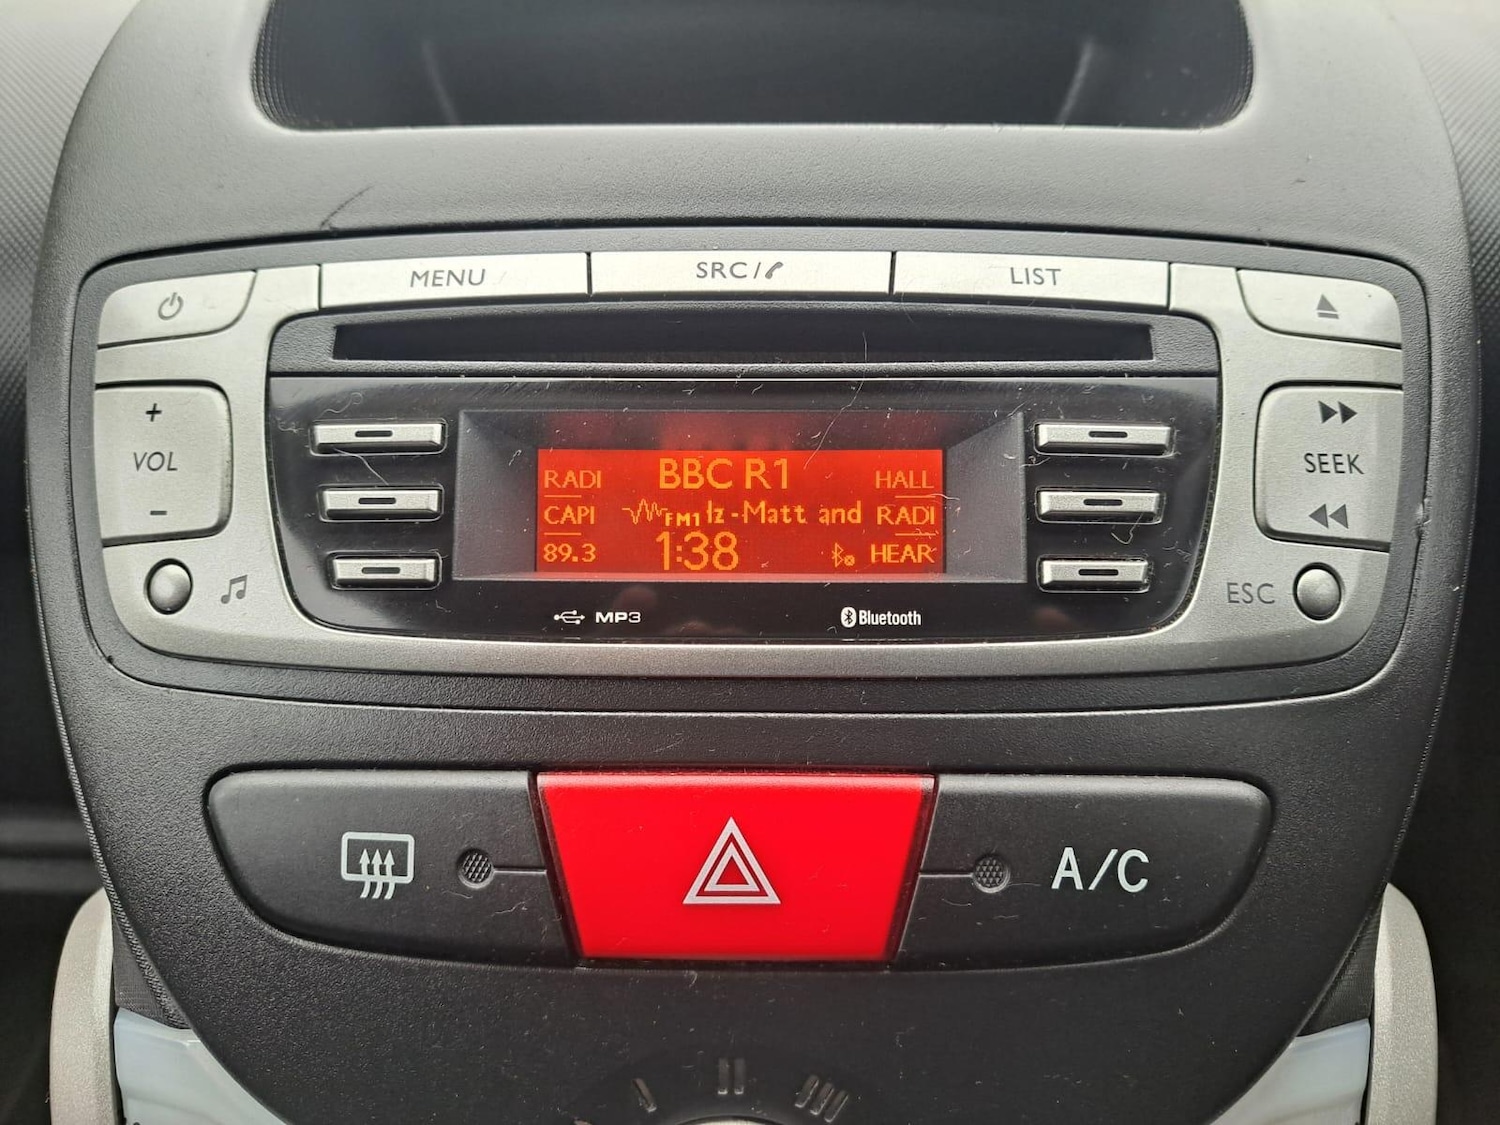 MENU SRC/ LIST
+
VOL
-
SEEK
ESC
RADI BBC R1 HALL
CAPI FM1 Iz-Matt and RADI
89.3 1:38 HEAR
MP3 Bluetooth
A/C